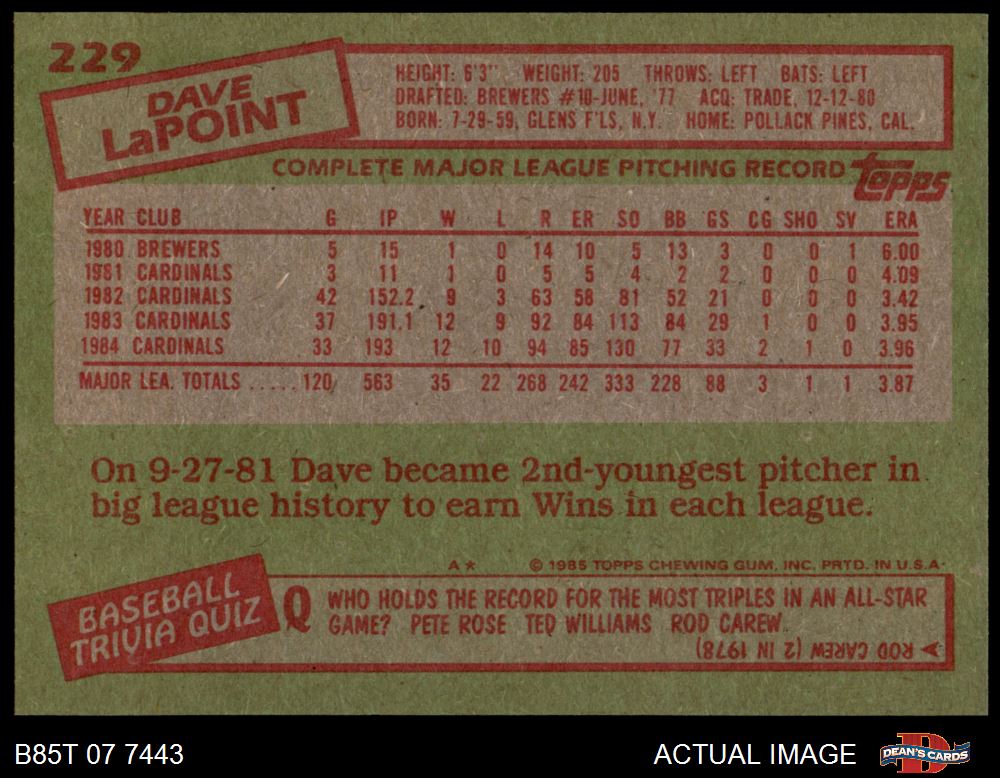 229
DAVE
LaPOINT
HEIGHT: 6'3" WEIGHT: 205 THROWS: LEFT BATS: LEFT
DRAFTED: BREWERS #10-JUNE, '77 ACQ: TRADE, 12-12-80
BORN: 7-29-59, GLENS F'LS, N.Y. HOME: POLLACK PINES, CAL.
COMPLETE MAJOR LEAGUE PITCHING RECORD Topps
YEAR CLUB G IP W L R ER SO BB GS CG SHO SV ERA
1980 BREWERS 5 15 1 0 14 10 5 13 3 0 0 1 6.00
1981 CARDINALS 3 11 1 0 5 5 4 2 2 0 0 0 4.09
1982 CARDINALS 42 152.2 9 3 63 58 81 52 21 0 0 0 3.42
1983 CARDINALS 37 191.1 12 9 92 84 113 84 29 1 0 0 3.95
1984 CARDINALS 33 193 12 10 94 85 130 77 33 2 1 0 3.96
MAJOR LEA. TOTALS ..... 120 563 35 22 268 242 333 228 88 3 1 1 3.87
On 9-27-81 Dave became 2nd-youngest pitcher in
big league history to earn Wins in each league.
A* © 1985 TOPPS CHEWING GUM, INC. PRTD. IN U.S.A.
BASEBALL
TRIVIA QUIZ
Q WHO HOLDS THE RECORD FOR THE MOST TRIPLES IN AN ALL-STAR
GAME? PETE ROSE TED WILLIAMS ROD CAREW
ROD CAREW (2 IN 1978)
B85T 07 7443
ACTUAL IMAGE
DEAN'S CARDS